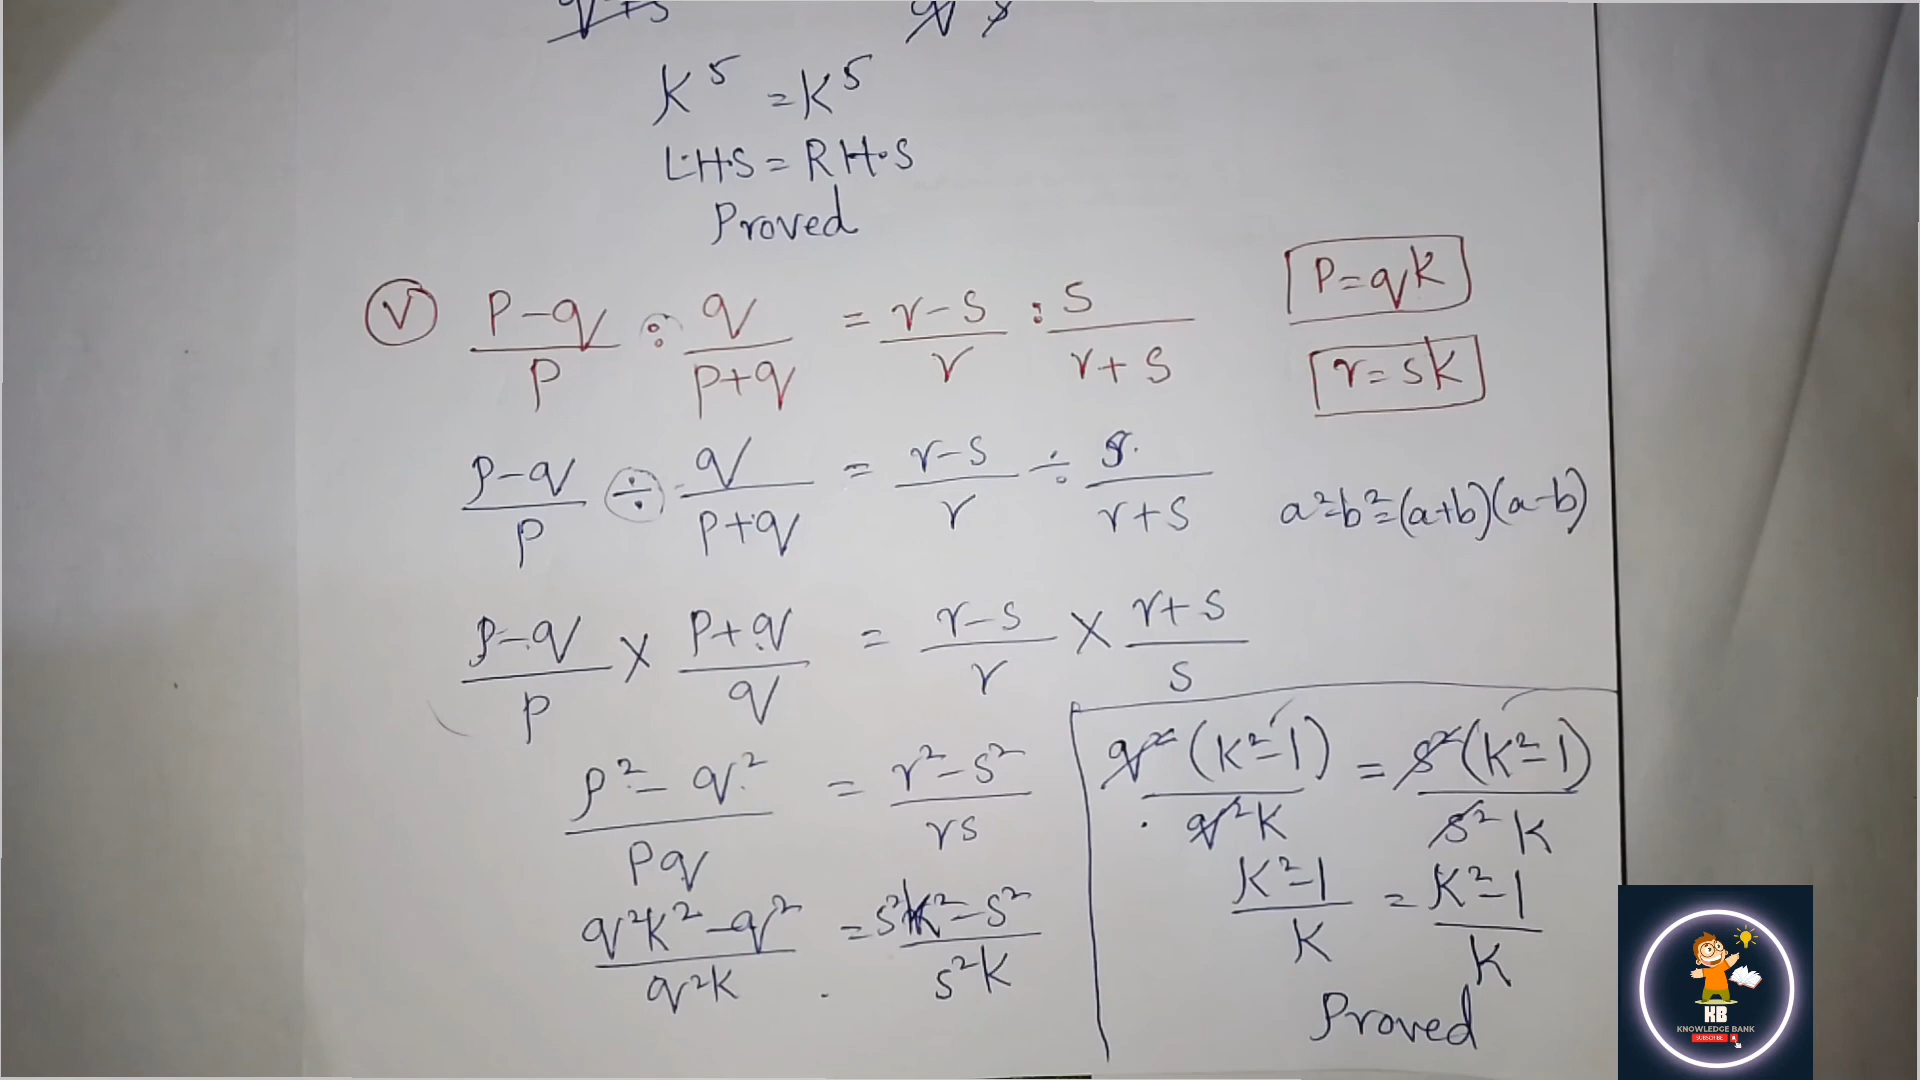 K⁵ = K⁵
L.H.S = R.H.S
Proved
(V) (p-q)/p : q/(p+q) = (r-s)/r : s/(r+s)
p=qk
r=sk
(p-q)/p ÷ q/(p+q) = (r-s)/r ÷ s/(r+s)
a²-b²=(a+b)(a-b)
(p-q)/p × (p+q)/q = (r-s)/r × (r+s)/s
(p²-q²)/pq = (r²-s²)/rs
(q²k²-q²)/q²k = (s²k²-s²)/s²k
q²(k²-1)/q²k = s²(k²-1)/s²k
(k²-1)/k = (k²-1)/k
Proved
KB
KNOWLEDGE BANK
SUBSCRIBE